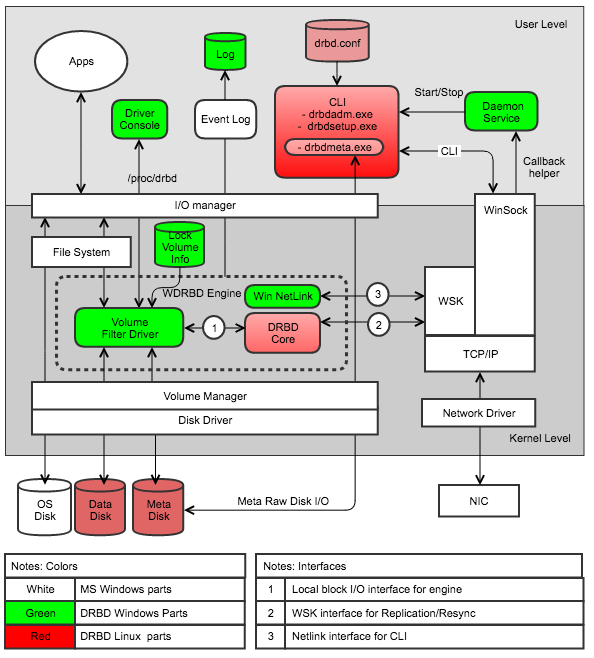 User Level
drbd.conf
Apps
Log
CLI
- drbdadm.exe
- drbdsetup.exe
- drbdmeta.exe
Start/Stop
Daemon
Service
Driver
Console
Event Log
CLI
Callback
helper
/proc/drbd
I/O manager
WinSock
File System
Lock
Volume
Info
WDRBD Engine
Win NetLink
3
WSK
Volume
Filter Driver
1
DRBD
Core
2
TCP/IP
Volume Manager
Disk Driver
Network Driver
Kernel Level
OS
Disk
Data
Disk
Meta
Disk
Meta Raw Disk I/O
NIC
Notes: Colors
White MS Windows parts
Green DRBD Windows Parts
Red DRBD Linux parts
Notes: Interfaces
1 Local block I/O interface for engine
2 WSK interface for Replication/Resync
3 Netlink interface for CLI